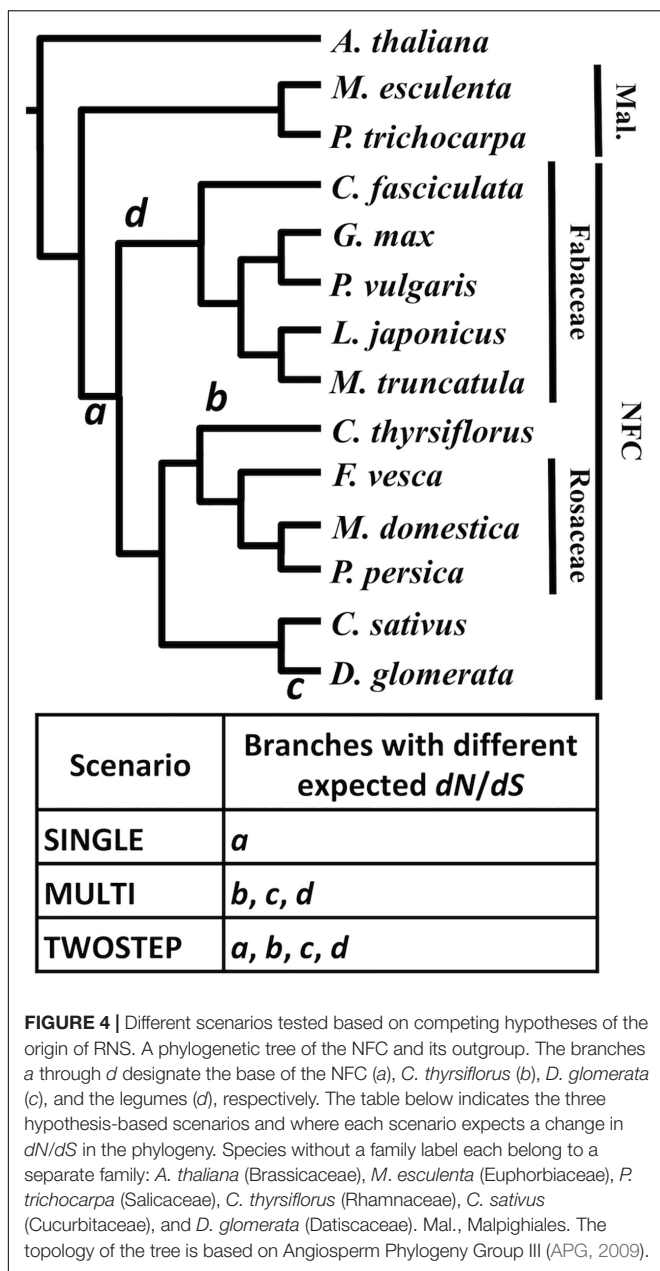 A. thaliana
M. esculenta
P. trichocarpa
Mal.
d
C. fasciculata
G. max
P. vulgaris
L. japonicus
M. truncatula
Fabaceae
a
b
C. thyrsiflorus
F. vesca
M. domestica
P. persica
Rosaceae
NFC
C. sativus
D. glomerata
c
Scenario
Branches with different
expected dN/dS
SINGLE
a
MULTI
b, c, d
TWOSTEP
a, b, c, d
FIGURE 4 | Different scenarios tested based on competing hypotheses of the
origin of RNS. A phylogenetic tree of the NFC and its outgroup. The branches
a through d designate the base of the NFC (a), C. thyrsiflorus (b), D. glomerata
(c), and the legumes (d), respectively. The table below indicates the three
hypothesis-based scenarios and where each scenario expects a change in
dN/dS in the phylogeny. Species without a family label each belong to a
separate family: A. thaliana (Brassicaceae), M. esculenta (Euphorbiaceae), P.
trichocarpa (Salicaceae), C. thyrsiflorus (Rhamnaceae), C. sativus
(Cucurbitaceae), and D. glomerata (Datiscaceae). Mal., Malpighiales. The
topology of the tree is based on Angiosperm Phylogeny Group III (APG, 2009).